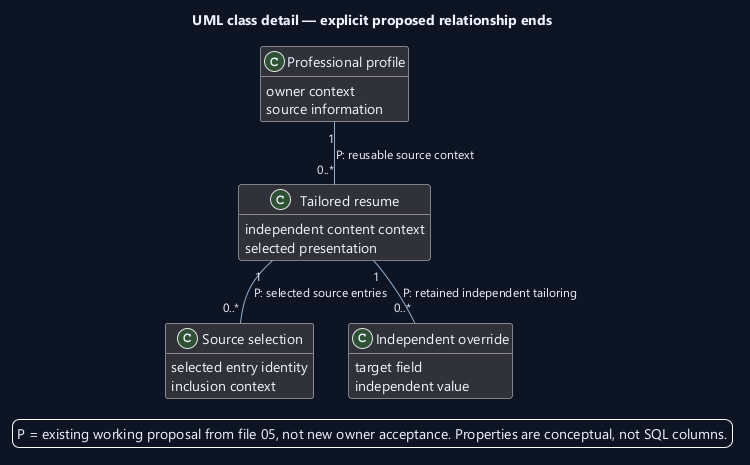 UML class detail — explicit proposed relationship ends
C Professional profile
owner context
source information
1
P: reusable source context
0..*
C Tailored resume
independent content context
selected presentation
1
1
P: selected source entries
P: retained independent tailoring
0..*
0..*
C Source selection
C Independent override
selected entry identity
target field
inclusion context
independent value
P = existing working proposal from file 05, not new owner acceptance. Properties are conceptual, not SQL columns.